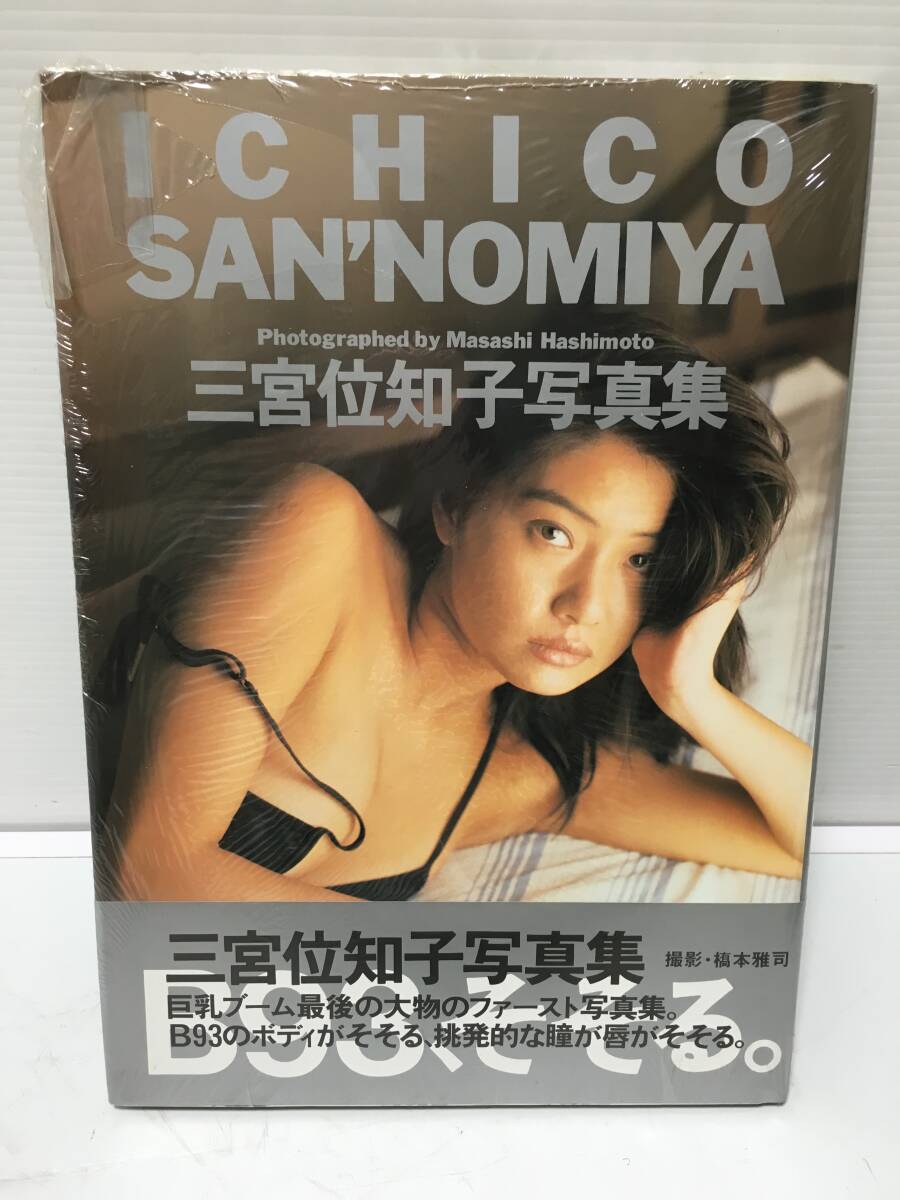 ICHICO
SAN'NOMIYA
Photographed by Masashi Hashimoto
三宮位知子写真集
三宮位知子写真集 撮影・槗本雅司
B93、そそる。
巨乳ブーム最後の大物のファースト写真集。
B93のボディがそそる、挑発的な瞳が唇がそそる。